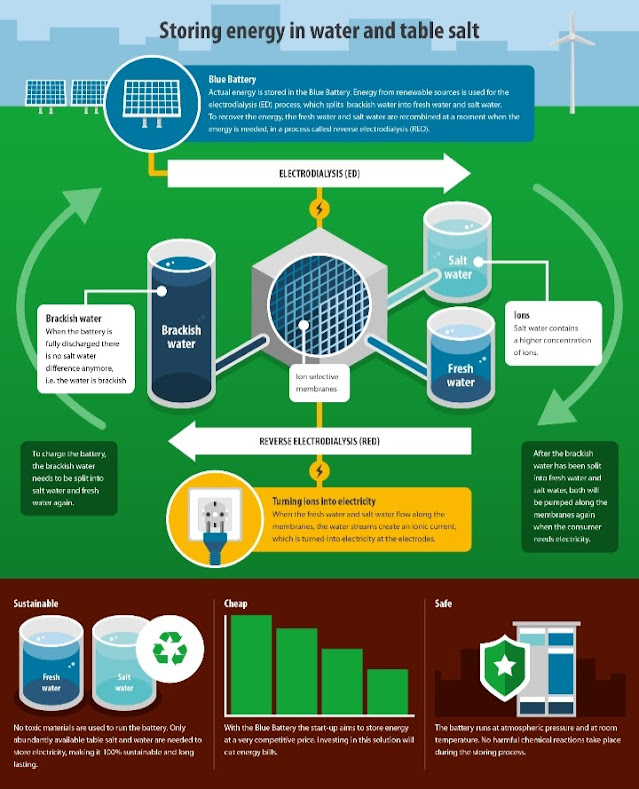 Storing energy in water and table salt
Blue Battery
Actual energy is stored in the Blue Battery. Energy from renewable sources is used for the
electrodialysis (ED) process, which splits brackish water into fresh water and salt water.
To recover the energy, the fresh water and salt water are recombined at a moment when the
energy is needed, in a process called reverse electrodialysis (RED).
ELECTRODIALYSIS (ED)
Brackish water
When the battery is
fully discharged there
is no salt water
difference anymore,
i.e. the water is brackish
Brackish
water
Ion selective
membranes
Salt
water
Fresh
water
Ions
Salt water contains
a higher concentration
of ions.
REVERSE ELECTRODIALYSIS (RED)
To charge the battery,
the brackish water
needs to be split into
salt water and fresh
water again.
After the brackish
water has been split
into fresh water and
salt water, both will
be pumped along the
membranes again
when the consumer
needs electricity.
Turning ions into electricity
When the fresh water and salt water flow along the
membranes, the water streams create an ionic current,
which is turned into electricity at the electrodes.
Sustainable
Fresh
water
Salt
water
No toxic materials are used to run the battery. Only
abundantly available table salt and water are needed to
store electricity, making it 100% sustainable and long
lasting.
Cheap
With the Blue Battery the start-up aims to store energy
at a very competitive price. Investing in this solution will
cut energy bills.
Safe
The battery runs at atmospheric pressure and at room
temperature. No harmful chemical reactions take place
during the storing process.